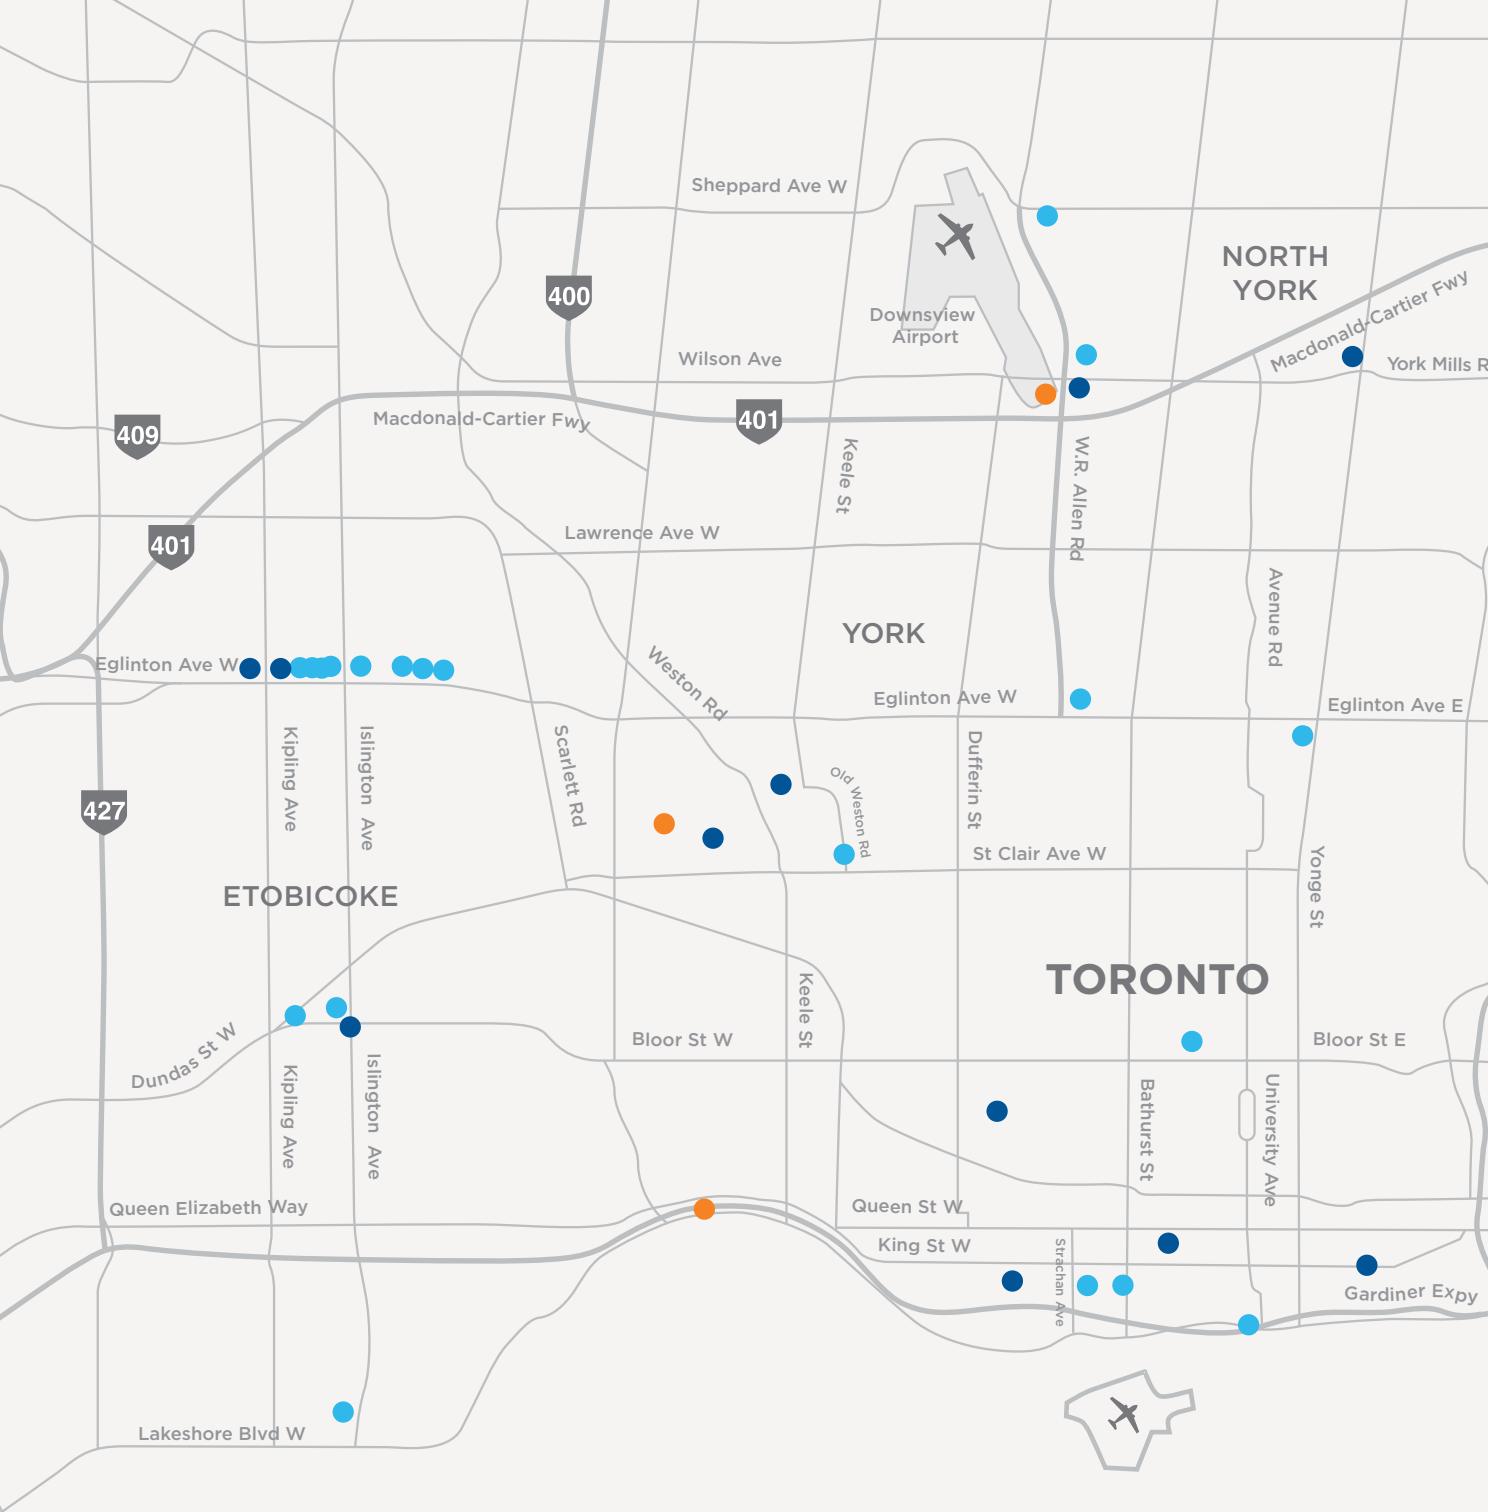 Sheppard Ave W
NORTH
YORK
400
Macdonald-Cartier Fwy
Downsview
Airport
Wilson Ave
York Mills R
401
Macdonald-Cartier Fwy
409
Keele St
W.R. Allen Rd
Lawrence Ave W
401
Avenue Rd
YORK
Eglinton Ave W
Weston Rd
Eglinton Ave W
Eglinton Ave E
Kipling Ave
Islington Ave
Scarlett Rd
Dufferin St
Old Weston Rd
427
St Clair Ave W
Yonge St
ETOBICOKE
TORONTO
Keele St
Dundas St W
Bloor St W
Bloor St E
Kipling Ave
Islington Ave
Bathurst St
University Ave
Queen Elizabeth Way
Queen St W
King St W
Strachan Ave
Gardiner Expy
Lakeshore Blvd W